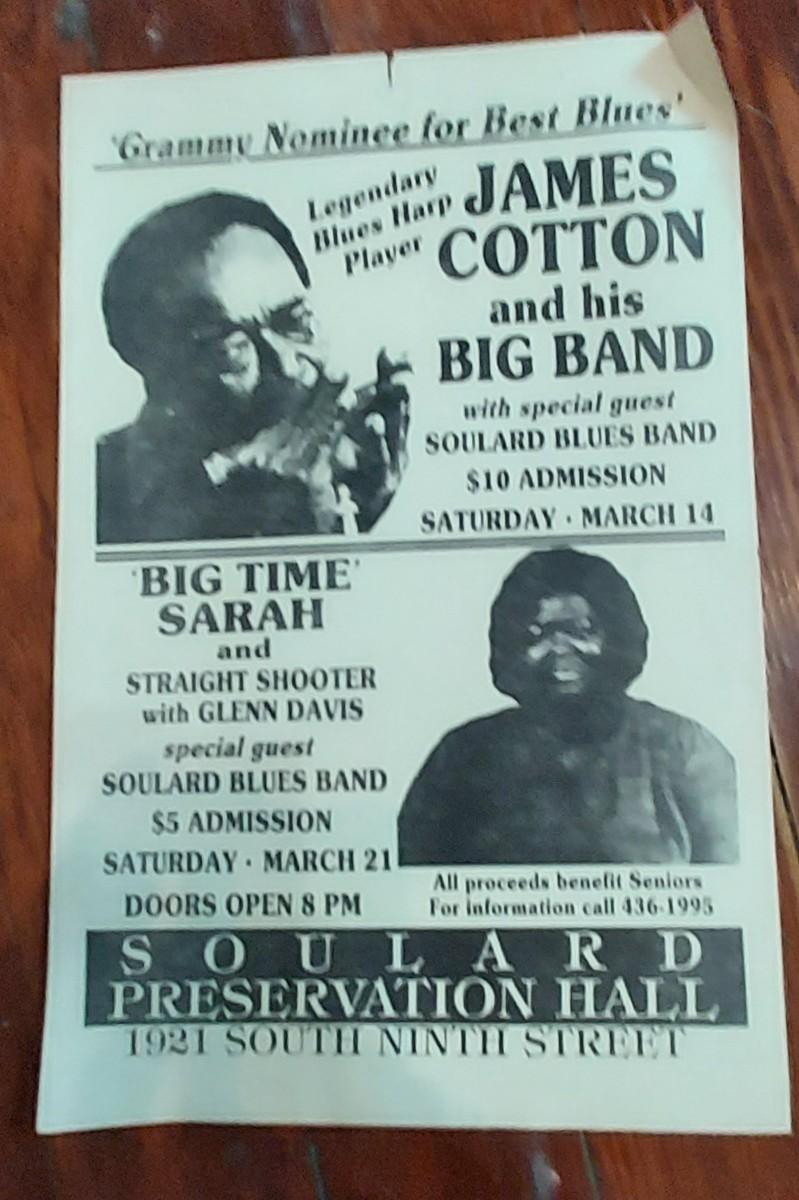 'Grammy Nominee for Best Blues'
Legendary
Blues Harp
Player
JAMES
COTTON
and his
BIG BAND
with special guest
SOULARD BLUES BAND
$10 ADMISSION
SATURDAY · MARCH 14
'BIG TIME'
SARAH
and
STRAIGHT SHOOTER
with GLENN DAVIS
special guest
SOULARD BLUES BAND
$5 ADMISSION
SATURDAY · MARCH 21
DOORS OPEN 8 PM
All proceeds benefit Seniors
For information call 436-1995
SOULARD
PRESERVATION HALL
1921 SOUTH NINTH STREET